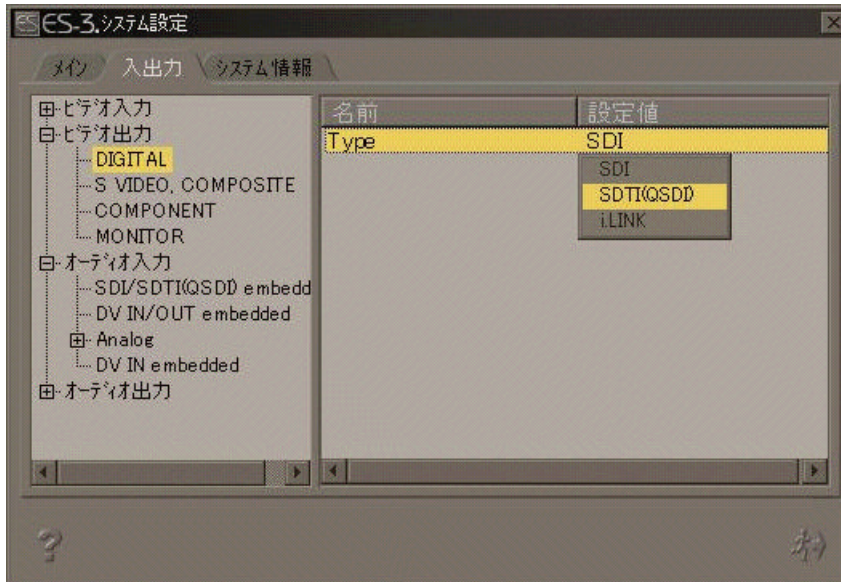 ES ES-3.システム設定
メイン 入出力 システム情報
ビデオ入力
ビデオ出力
DIGITAL
S VIDEO, COMPOSITE
COMPONENT
MONITOR
オーディオ入力
SDI/SDTI(QSDI) embedd
DV IN/OUT embedded
Analog
DV IN embedded
オーディオ出力
名前 設定値
Type SDI
SDI
SDTI(QSDI)
i.LINK